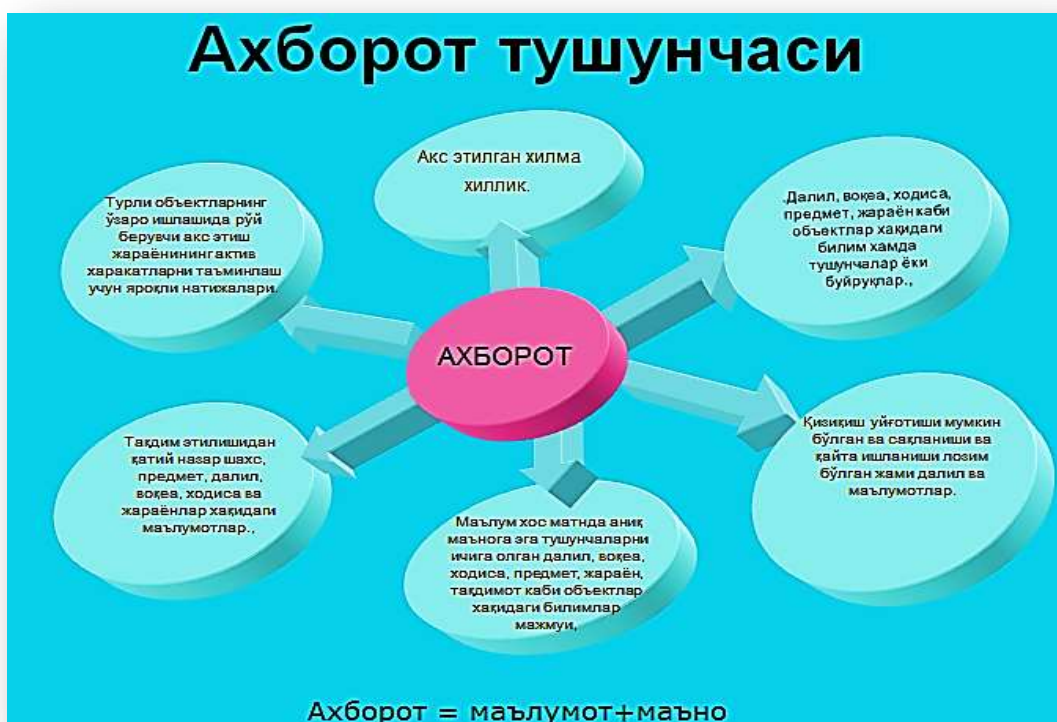 Ахборот тушунчаси
Акс этилган хилма
хиллик.
Турли объектларнинг
ўзаро ишлашида рўй
берувчи акс этиш
жараёнининг актив
харакатларни таъминлаш
учун яроқли натижалари.
.Далил, воқеа, ходиса,
предмет, жараён каби
объектлар хақидаги
билим хамда
тушунчалар ёки
буйруқлар.,
АХБОРОТ
Тақдим этилишидан
қатий назар шахс,
предмет, далил,
воқеа, ходиса ва
жараёнлар хақидаги
маълумотлар.,
Қизиқиш уйғотиши мумкин
бўлган ва сақланиши ва
қайта ишланиши лозим
бўлган жами далил ва
маълумотлар.
Маълум хос матнда аниқ
маънога эга тушунчаларни
ичига олган далил, воқеа,
ходиса, предмет, жараён,
тақдимот каби объектлар
хақидаги билимлар
мажмуи,
Ахборот = маълумот+маъно